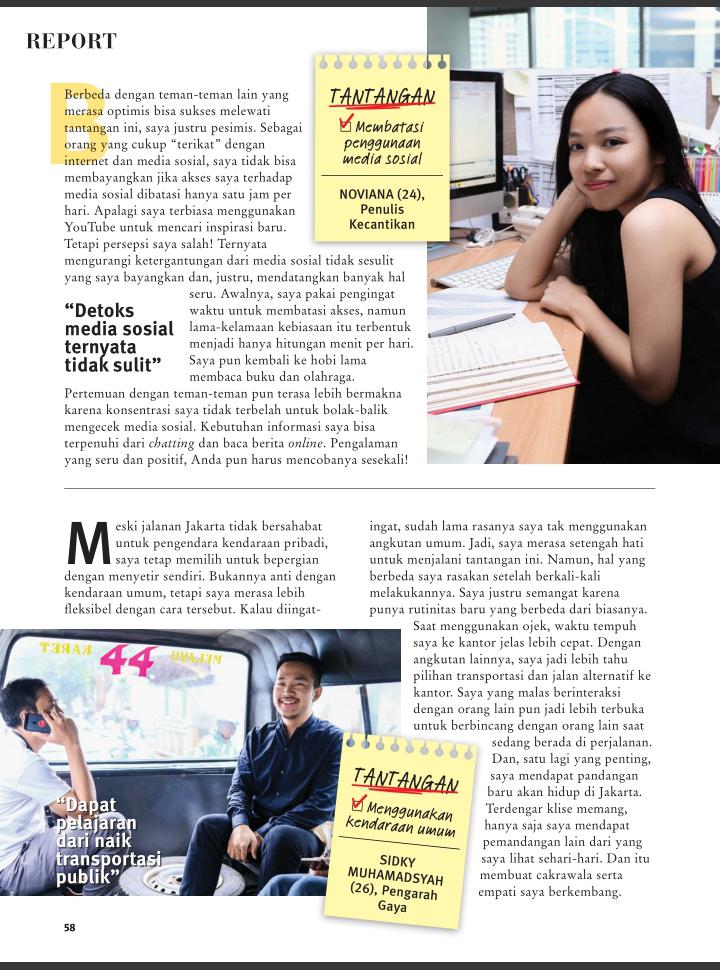 REPORT
Berbeda dengan teman-teman lain yang
merasa optimis bisa sukses melewati
tantangan ini, saya justru pesimis. Sebagai
orang yang cukup “terikat” dengan
internet dan media sosial, saya tidak bisa
membayangkan jika akses saya terhadap
media sosial dibatasi hanya satu jam per
hari. Apalagi saya terbiasa menggunakan
YouTube untuk mencari inspirasi baru.
Tetapi persepsi saya salah! Ternyata
mengurangi ketergantungan dari media sosial tidak sesulit
yang saya bayangkan dan, justru, mendatangkan banyak hal
seru. Awalnya, saya pakai pengingat
waktu untuk membatasi akses, namun
lama-kelamaan kebiasaan itu terbentuk
menjadi hanya hitungan menit per hari.
Saya pun kembali ke hobi lama
membaca buku dan olahraga.
Pertemuan dengan teman-teman pun terasa lebih bermakna
karena konsentrasi saya tidak terbelah untuk bolak-balik
mengecek media sosial. Kebutuhan informasi saya bisa
terpenuhi dari chatting dan baca berita online. Pengalaman
yang seru dan positif, Anda pun harus mencobanya sesekali!
“Detoks
media sosial
ternyata
tidak sulit”
TANTANGAN
Membatasi
penggunaan
media sosial
NOVIANA (24),
Penulis
Kecantikan
Meski jalanan Jakarta tidak bersahabat
untuk pengendara kendaraan pribadi,
saya tetap memilih untuk bepergian
dengan menyetir sendiri. Bukannya anti dengan
kendaraan umum, tetapi saya merasa lebih
fleksibel dengan cara tersebut. Kalau diingat-
ingat, sudah lama rasanya saya tak menggunakan
angkutan umum. Jadi, saya merasa setengah hati
untuk menjalani tantangan ini. Namun, hal yang
berbeda saya rasakan setelah berkali-kali
melakukannya. Saya justru semangat karena
punya rutinitas baru yang berbeda dari biasanya.
Saat menggunakan ojek, waktu tempuh
saya ke kantor jelas lebih cepat. Dengan
angkutan lainnya, saya jadi lebih tahu
pilihan transportasi dan jalan alternatif ke
kantor. Saya yang malas berinteraksi
dengan orang lain pun jadi lebih terbuka
untuk berbincang dengan orang lain saat
sedang berada di perjalanan.
Dan, satu lagi yang penting,
saya mendapat pandangan
baru akan hidup di Jakarta.
Terdengar klise memang,
hanya saja saya mendapat
pemandangan lain dari yang
saya lihat sehari-hari. Dan itu
membuat cakrawala serta
empati saya berkembang.
KARET 44 MELAYU
“Dapat
pelajaran
dari naik
transportasi
publik”
TANTANGAN
Menggunakan
kendaraan umum
SIDKY
MUHAMADSYAH
(26), Pengarah
Gaya
58